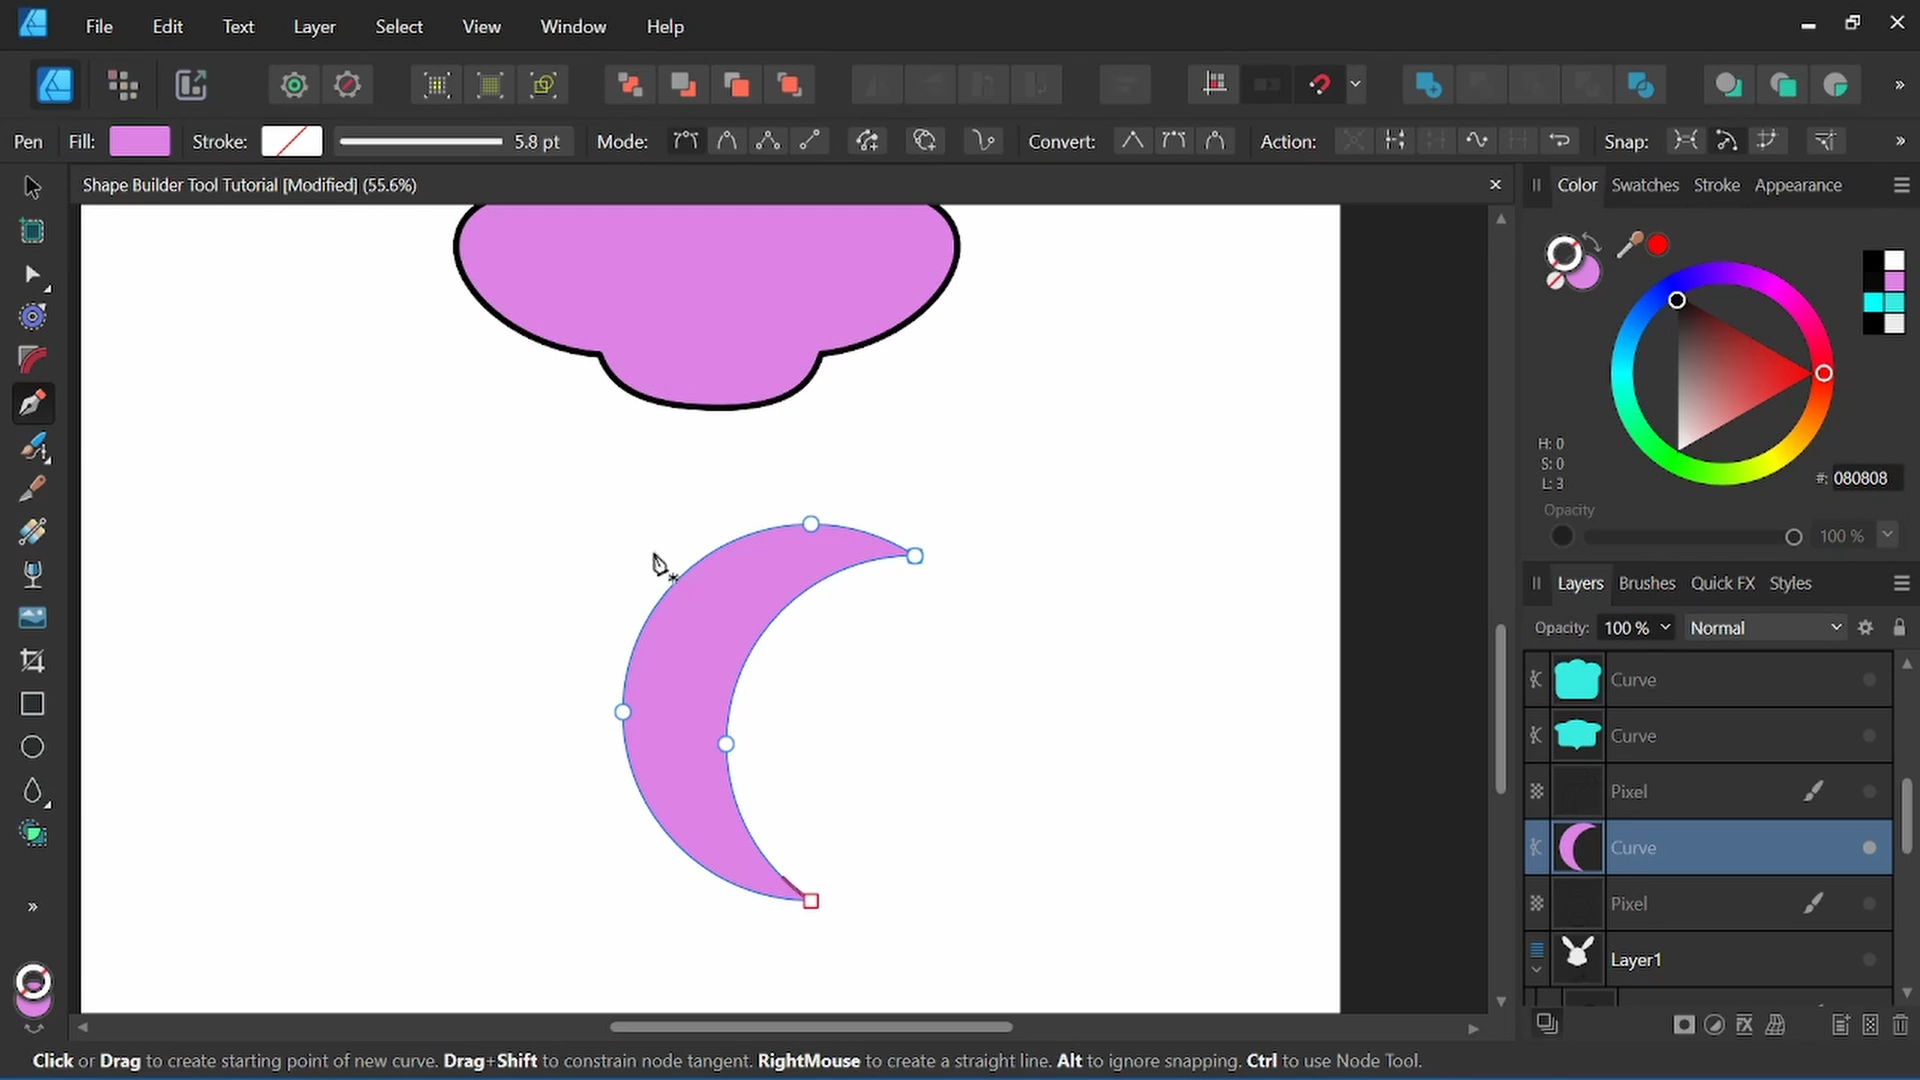 File Edit Text Layer Select View Window Help
Pen Fill: Stroke: 5.8 pt Mode: Convert: Action: Snap:
Shape Builder Tool Tutorial [Modified] (55.6%)
Color Swatches Stroke Appearance
H: 0
S: 0
L: 3
#: 080808
Opacity
100 %
Layers Brushes Quick FX Styles
Opacity: 100 % Normal
Curve
Curve
Pixel
Curve
Pixel
Layer1
Click or Drag to create starting point of new curve. Drag+Shift to constrain node tangent. RightMouse to create a straight line. Alt to ignore snapping. Ctrl to use Node Tool.